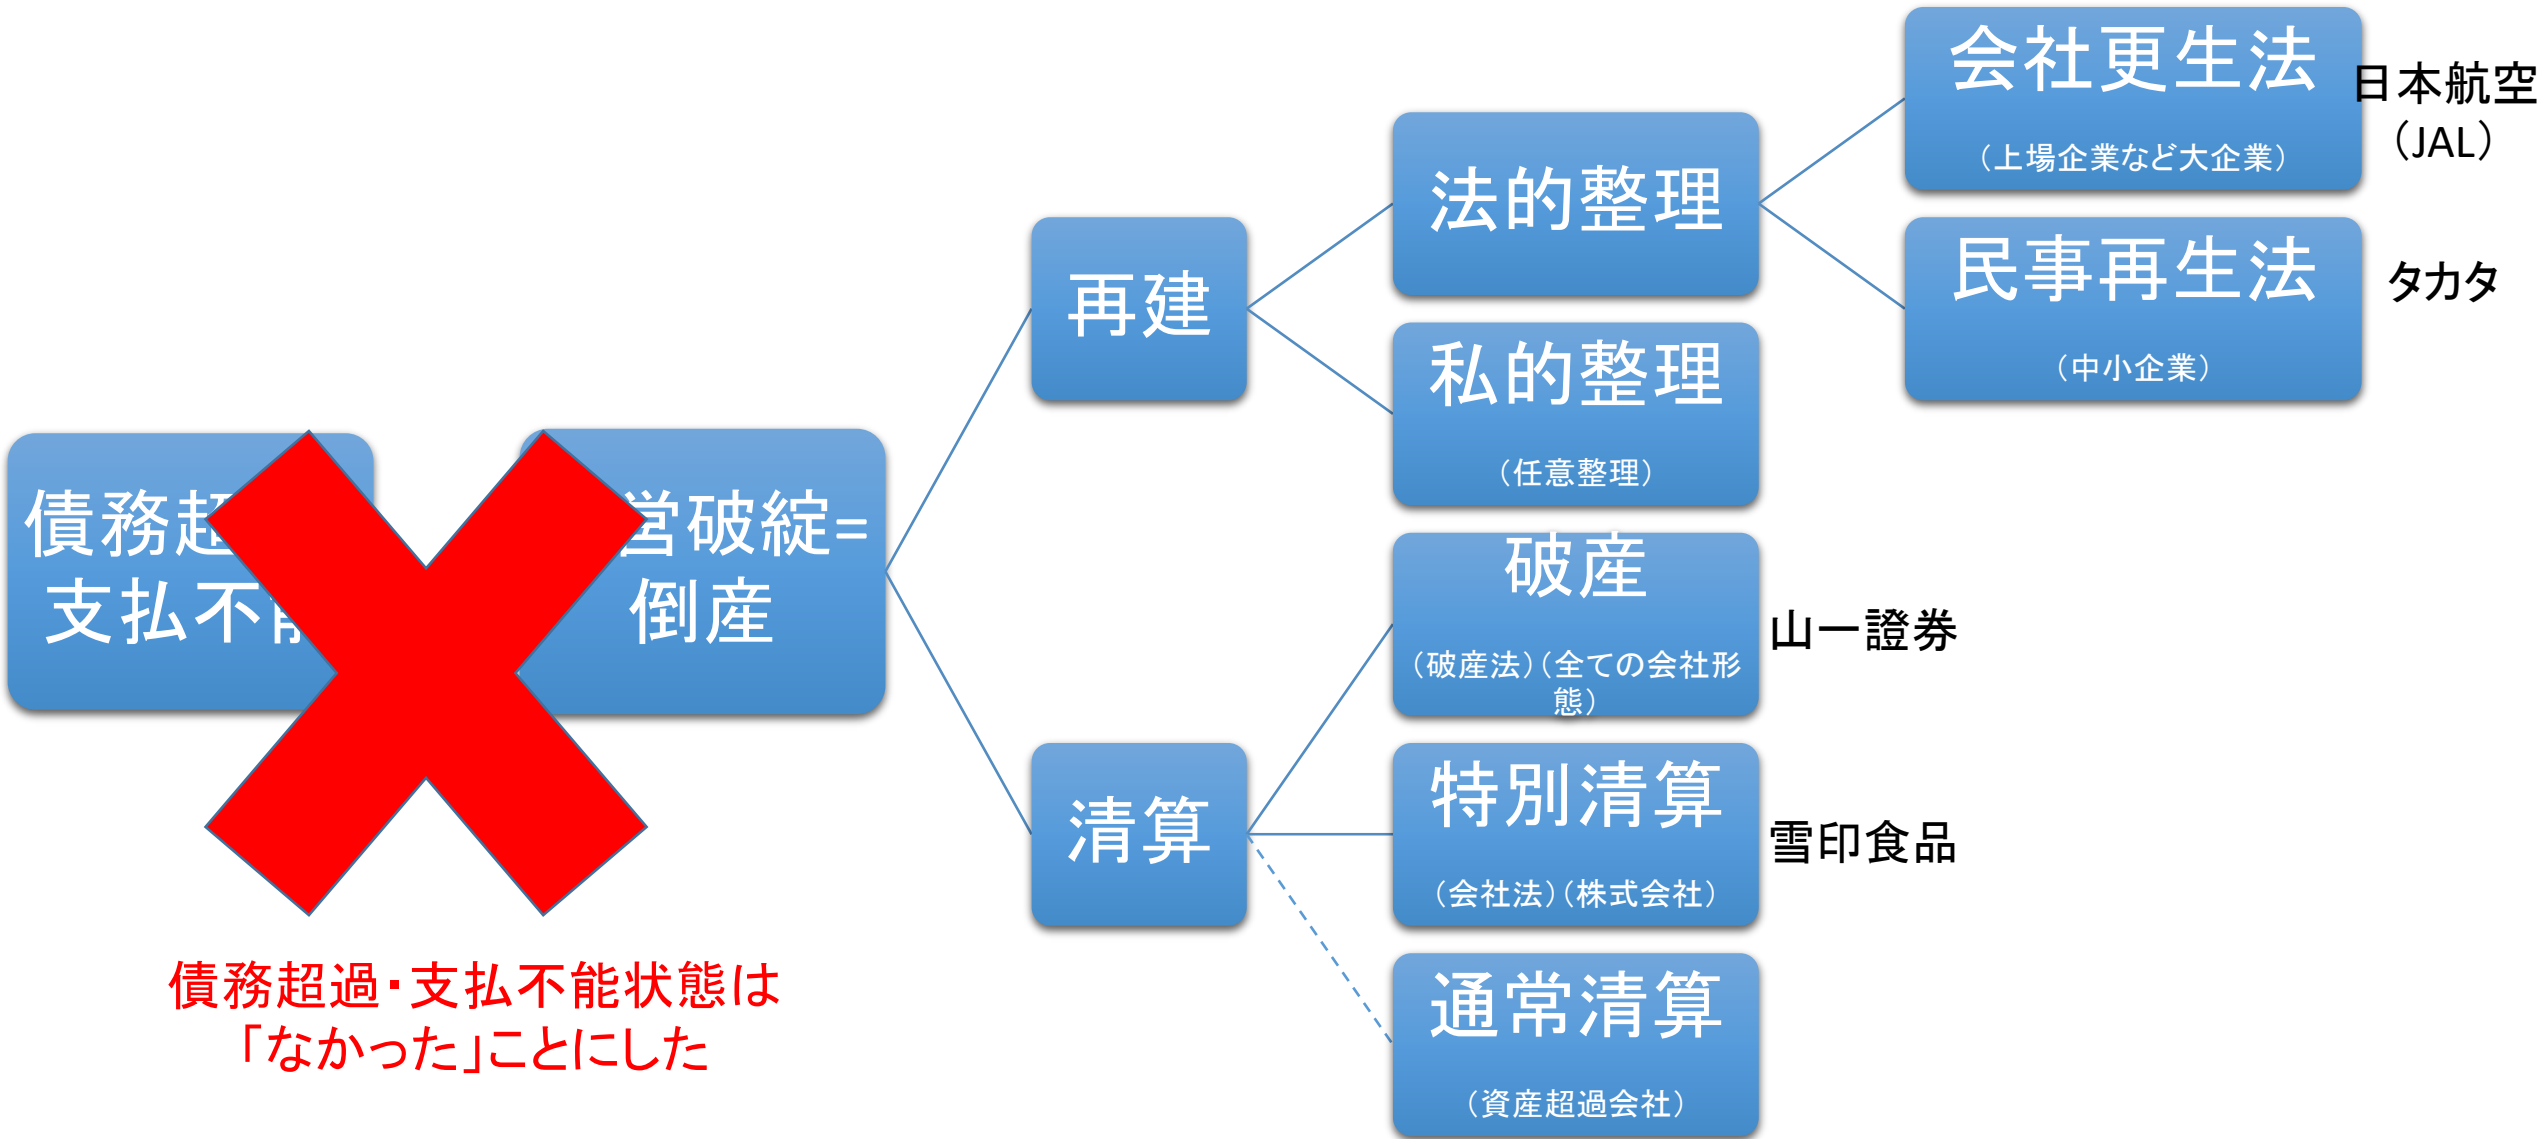 債務超
支払不
営破綻=
倒産
再建
清算
法的整理
私的整理
（任意整理）
破産
（破産法）（全ての会社形
態）
特別清算
（会社法）（株式会社）
通常清算
（資産超過会社）
会社更生法
（上場企業など大企業）
民事再生法
（中小企業）
日本航空
（JAL）
タカタ
山一證券
雪印食品
債務超過・支払不能状態は
「なかった」ことにした